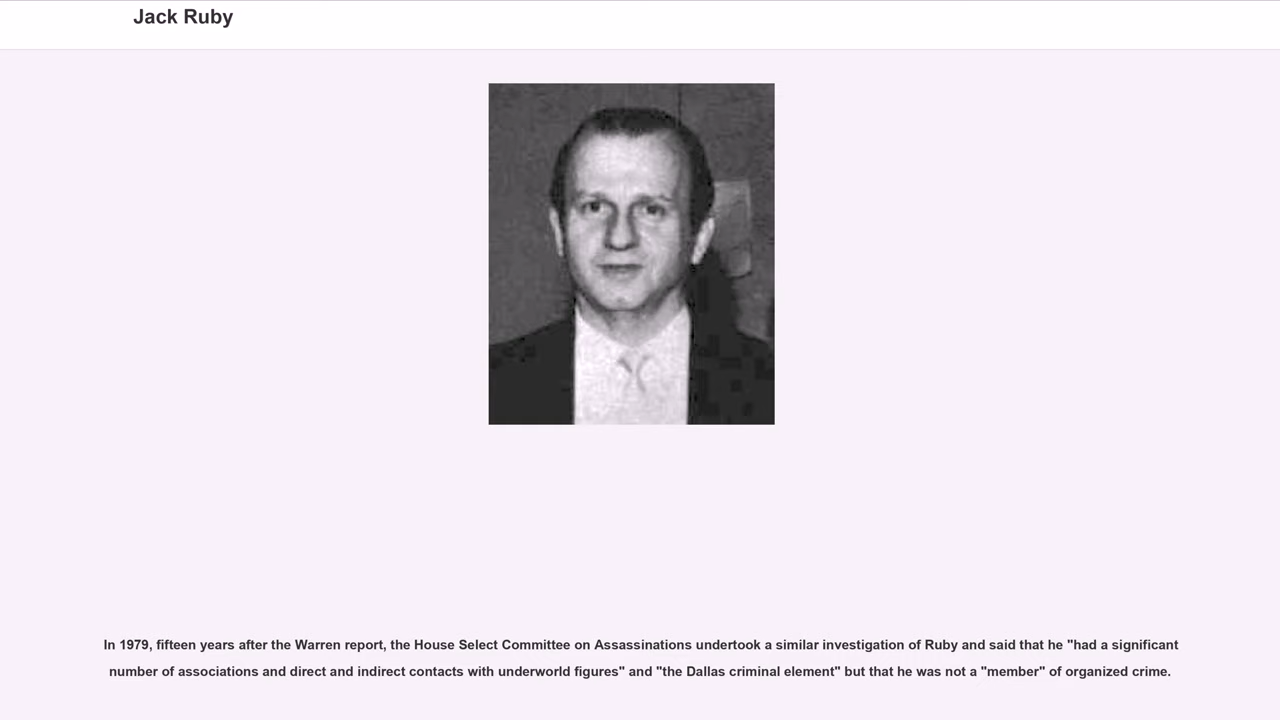 Jack Ruby
In 1979, fifteen years after the Warren report, the House Select Committee on Assassinations undertook a similar investigation of Ruby and said that he "had a significant
number of associations and direct and indirect contacts with underworld figures" and "the Dallas criminal element" but that he was not a "member" of organized crime.